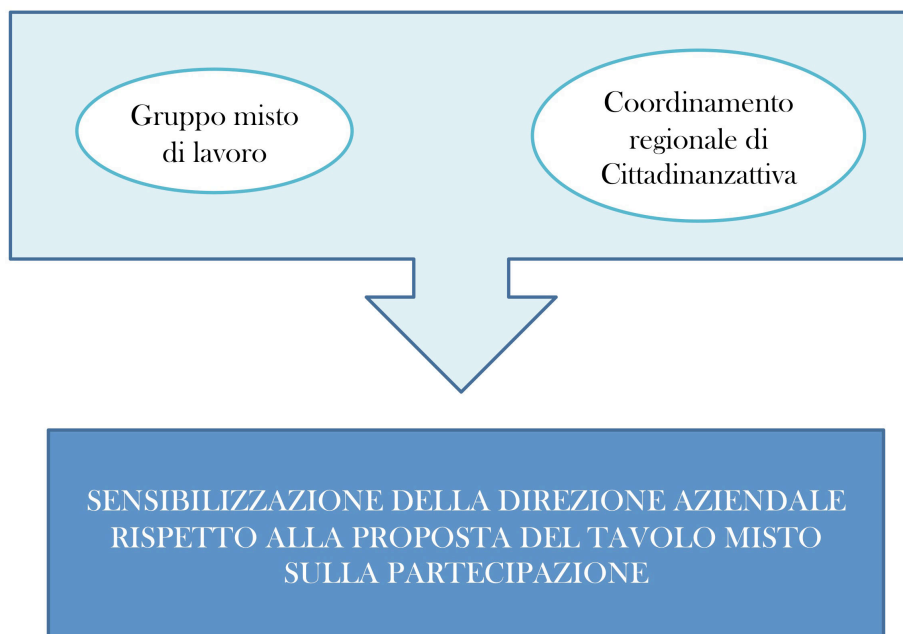 Gruppo misto
di lavoro
Coordinamento
regionale di
Cittadinanzattiva
SENSIBILIZZAZIONE DELLA DIREZIONE AZIENDALE
RISPETTO ALLA PROPOSTA DEL TAVOLO MISTO
SULLA PARTECIPAZIONE